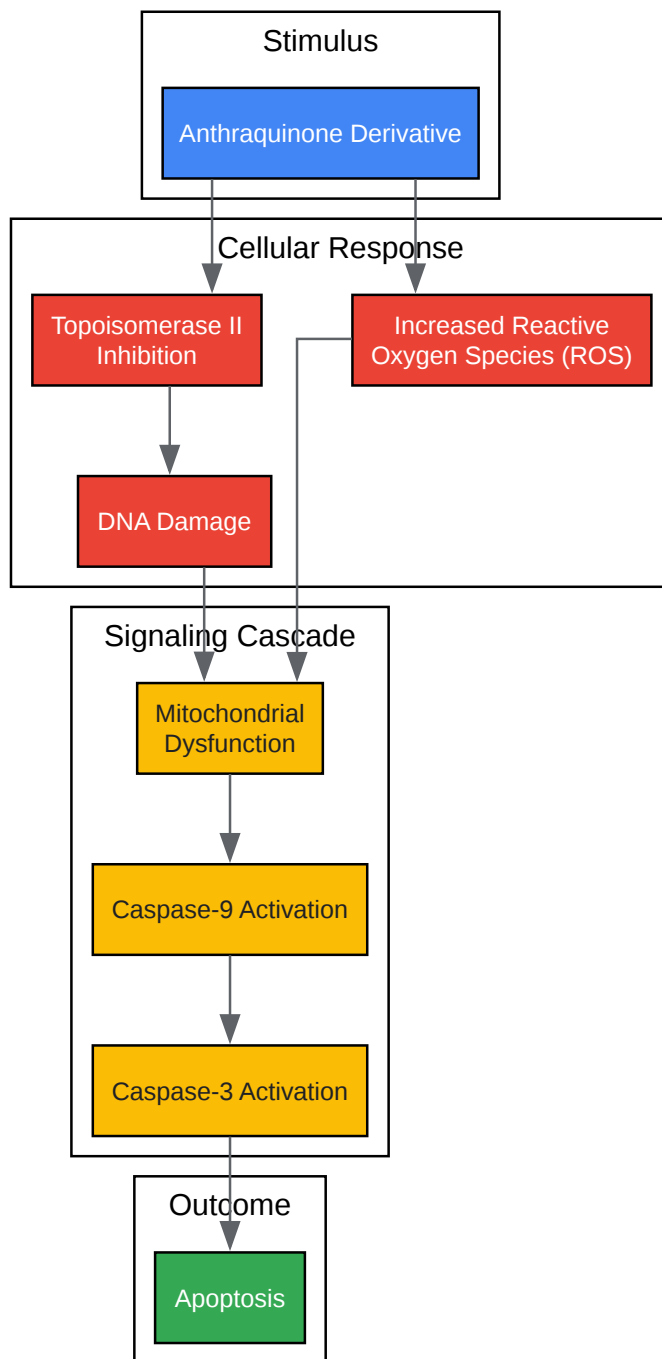 Stimulus
Anthraquinone Derivative
Cellular Response
Topoisomerase II
Inhibition
Increased Reactive
Oxygen Species (ROS)
DNA Damage
Signaling Cascade
Mitochondrial
Dysfunction
Caspase-9 Activation
Caspase-3 Activation
Outcome
Apoptosis